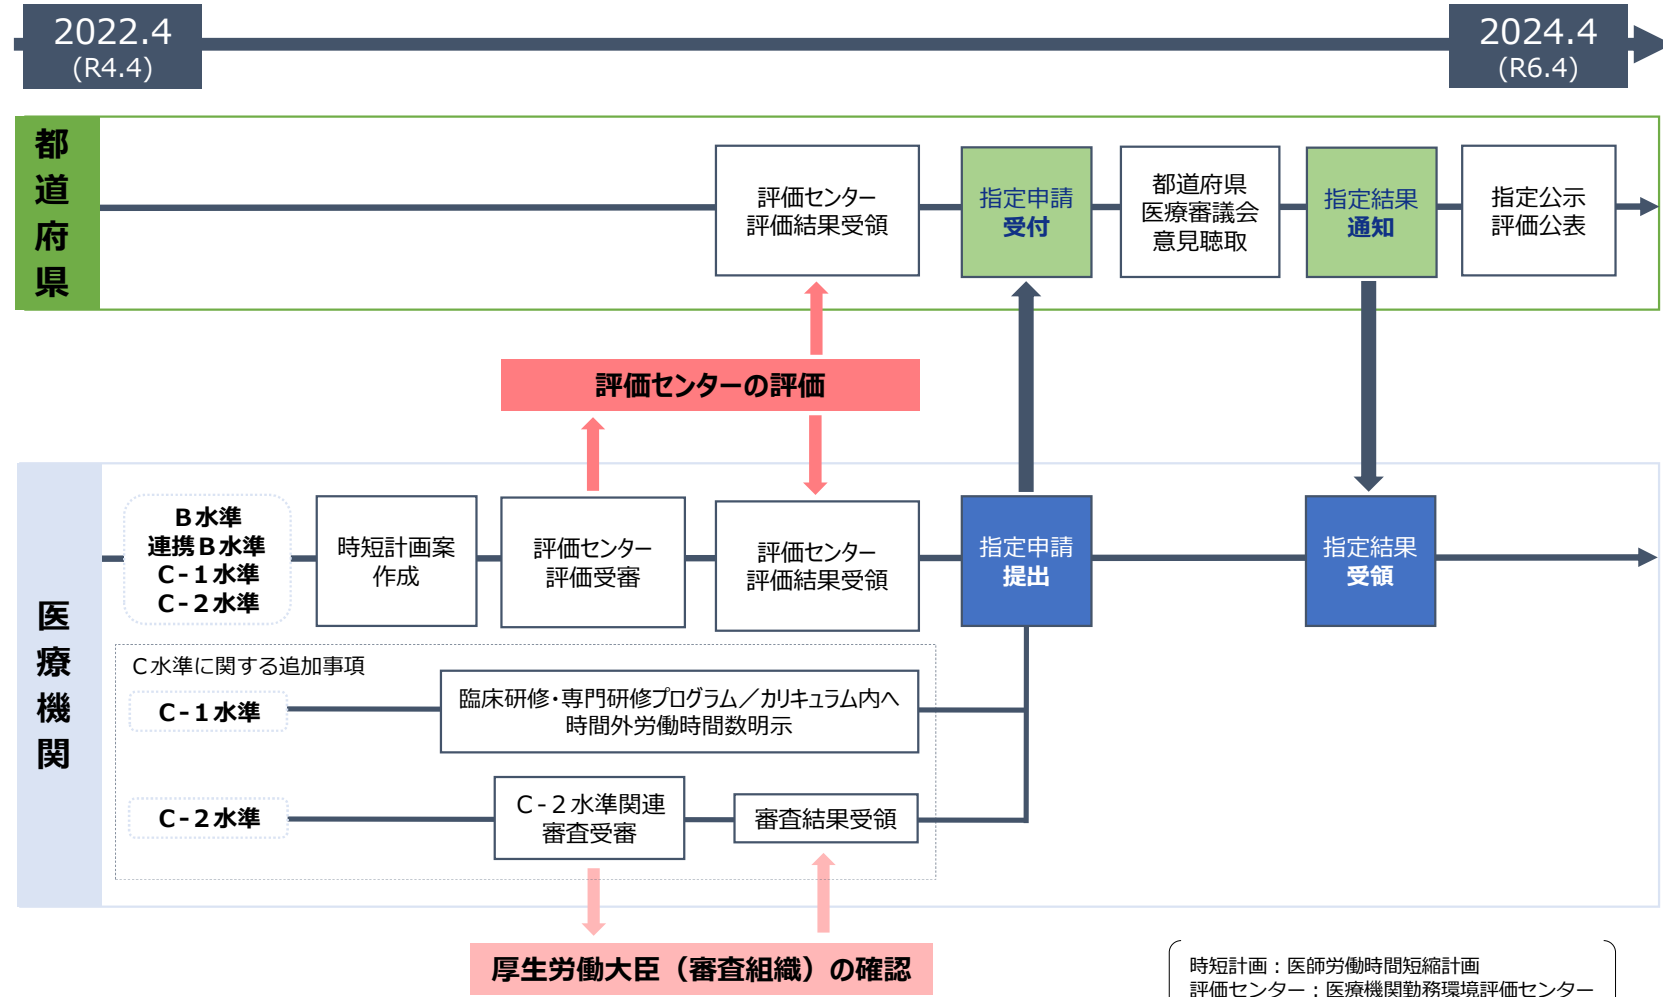 2022.4
(R4.4)
2024.4
(R6.4)
都道府県
評価センター
評価結果受領
指定申請
受付
都道府県
医療審議会
意見聴取
指定結果
通知
指定公示
評価公表
評価センターの評価
医療機関
B水準
連携B水準
C-1水準
C-2水準
時短計画案
作成
評価センター
評価受審
評価センター
評価結果受領
指定申請
提出
指定結果
受領
C水準に関する追加事項
C-1水準
臨床研修・専門研修プログラム／カリキュラム内へ
時間外労働時間数明示
C-2水準
C-2水準関連
審査受審
審査結果受領
厚生労働大臣（審査組織）の確認
時短計画：医師労働時間短縮計画
評価センター：医療機関勤務環境評価センター